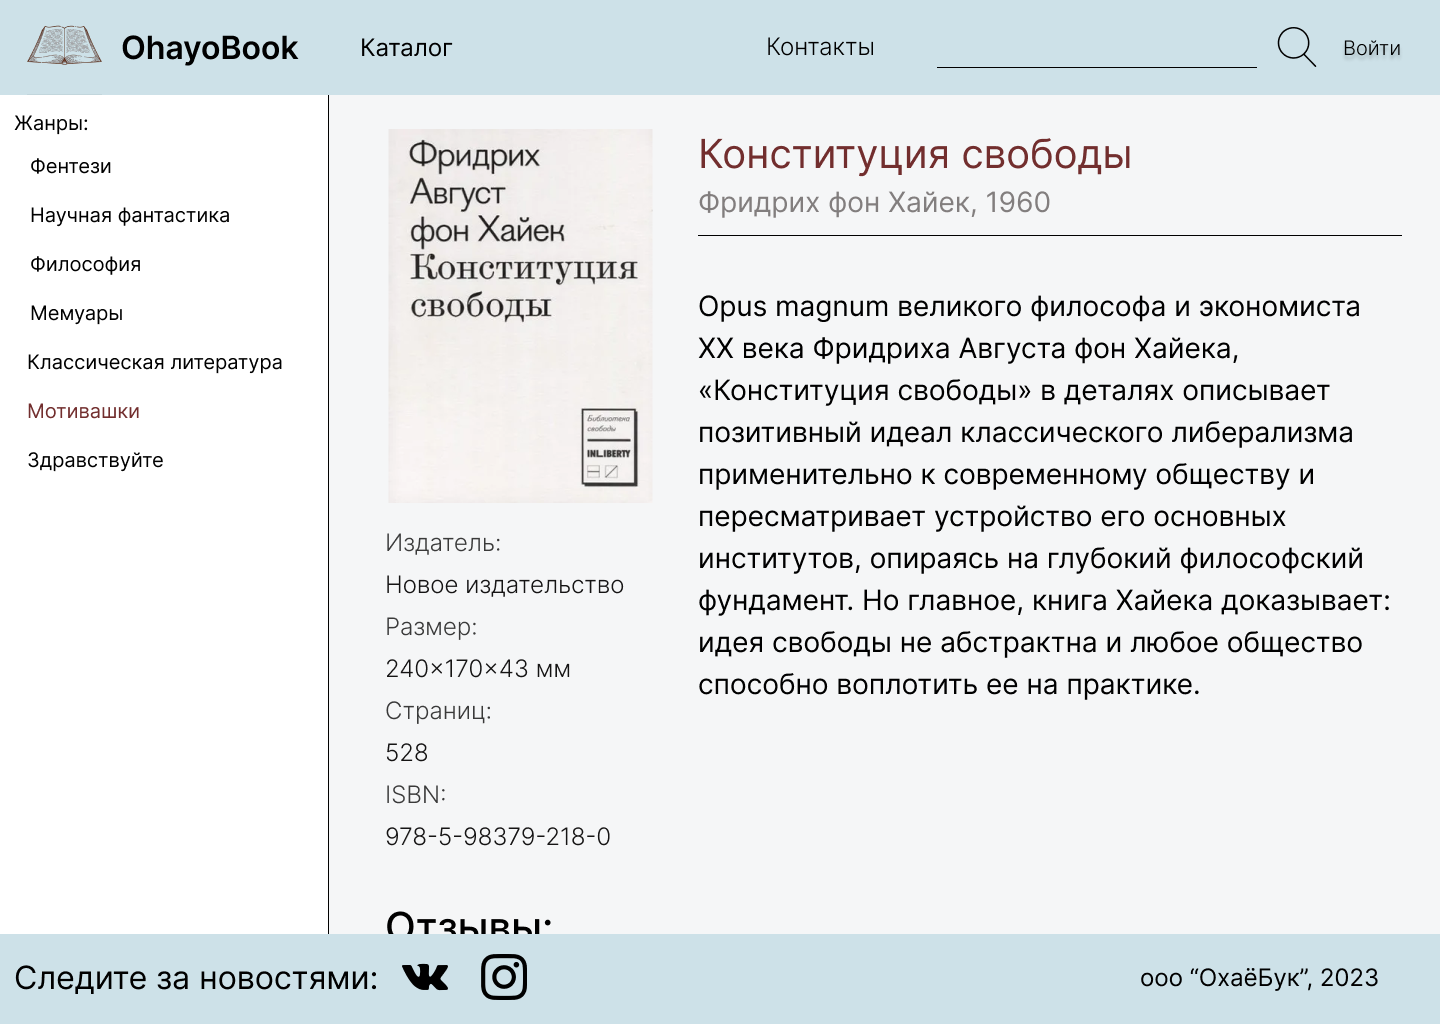 OhayoBook
Каталог
Контакты
Войти
Жанры:
Фентези
Научная фантастика
Философия
Мемуары
Классическая литература
Мотивашки
Здравствуйте
Фридрих
Август
фон Хайек
Конституция
свободы
Библиотека
свободы
INLIBERTY
Издатель:
Новое издательство
Размер:
240×170×43 мм
Страниц:
528
ISBN:
978-5-98379-218-0
Отзывы:
Конституция свободы
Фридрих фон Хайек, 1960
Opus magnum великого философа и экономиста
XX века Фридриха Августа фон Хайека,
«Конституция свободы» в деталях описывает
позитивный идеал классического либерализма
применительно к современному обществу и
пересматривает устройство его основных
институтов, опираясь на глубокий философский
фундамент. Но главное, книга Хайека доказывает:
идея свободы не абстрактна и любое общество
способно воплотить ее на практике.
Следите за новостями:
ооо “ОхаёБук”, 2023